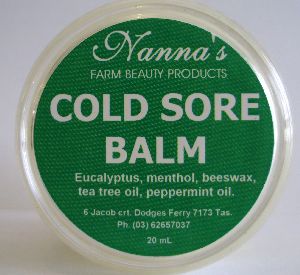 Nanna's
FARM BEAUTY PRODUCTS
COLD SORE
BALM
Eucalyptus, menthol, beeswax,
tea tree oil, peppermint oil.
6 Jacob crt. Dodges Ferry 7173 Tas.
Ph. (03) 62657037
20 mL